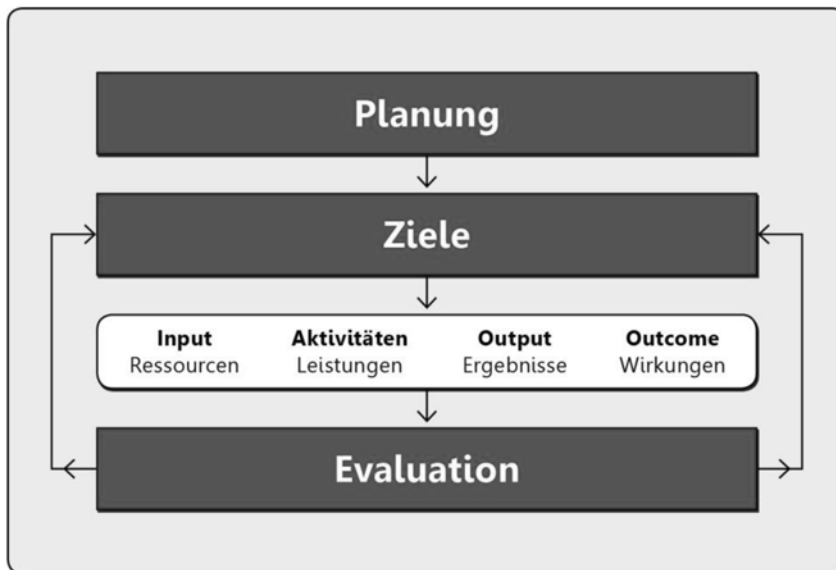 Planung
Ziele
Input Aktivitäten Output Outcome
Ressourcen Leistungen Ergebnisse Wirkungen
Evaluation